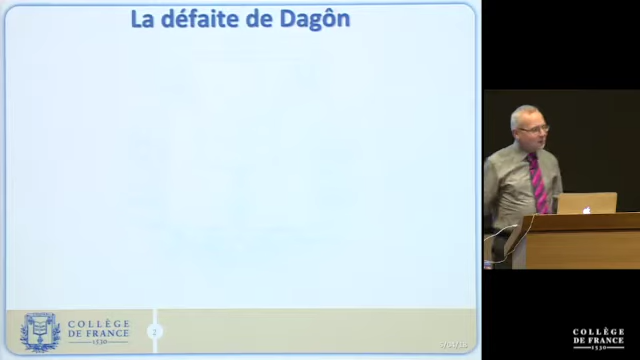 La défaite de Dagôn
COLLÈGE
DE FRANCE
1530
2
COLLÈGE
DE FRANCE
1530